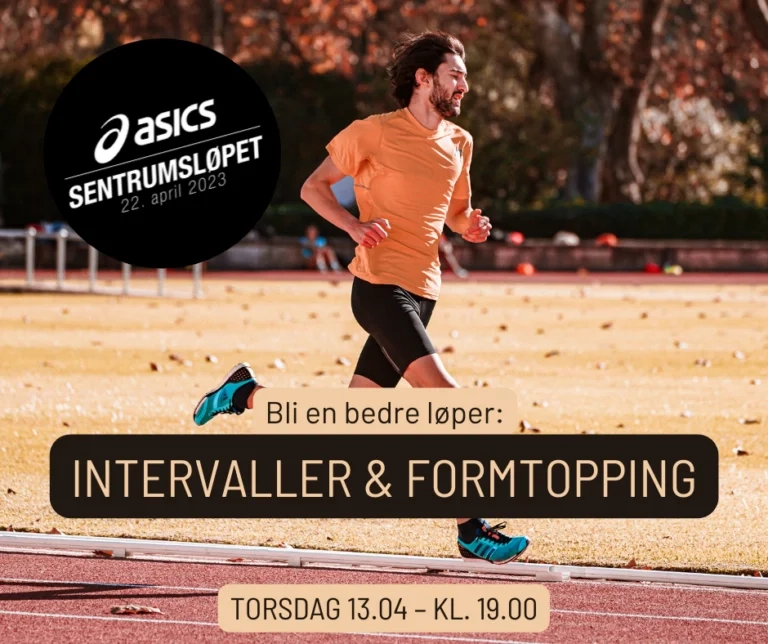 asics
SENTRUMSLØPET
22. april 2023
Bli en bedre løper:
INTERVALLER & FORMTOPPING
TORSDAG 13.04 – KL. 19.00